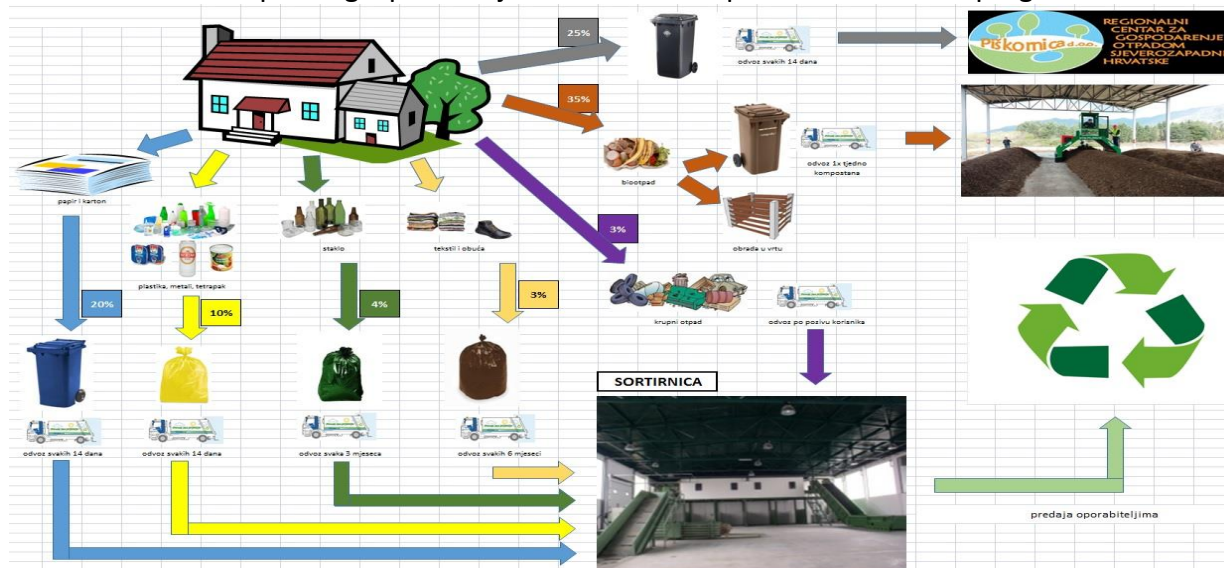 25%
odvoz svakih 14 dana
Piškornica d.o.o.
REGIONALNI
CENTAR ZA
GOSPODARENJE
OTPADOM
SJEVEROZAPADNE
HRVATSKE
35%
biootpad
odvoz 1x tjedno
kompostana
obrada u vrtu
papir i karton
plastika, metali, tetrapak
staklo
tekstil i obuća
3%
krupni otpad
odvoz po pozivu korisnika
20%
10%
4%
3%
SORTIRNICA
odvoz svakih 14 dana
odvoz svakih 14 dana
odvoz svaka 3 mjeseca
odvoz svakih 6 mjeseci
predaja oporabiteljima